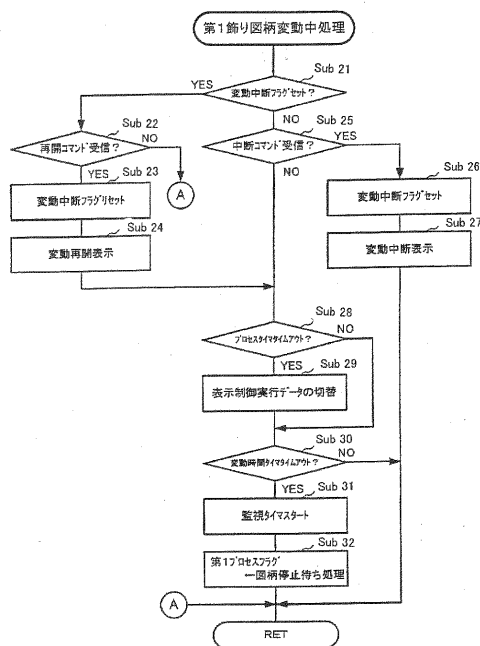 第1飾り図柄変動中処理
Sub 21
変動中断フラグセット?
YES
NO
Sub 22
再開コマンド受信?
NO
YES
Sub 23
A
変動中断フラグリセット
Sub 24
変動再開表示
Sub 25
中断コマンド受信?
YES
NO
Sub 26
変動中断フラグセット
Sub 27
変動中断表示
Sub 28
プロセスタイマタイムアウト?
NO
YES
Sub 29
表示制御実行データの切替
Sub 30
変動時間タイマタイムアウト?
NO
YES
Sub 31
監視タイマスタート
Sub 32
第1プロセスフラグ
←図柄停止待ち処理
A
RET